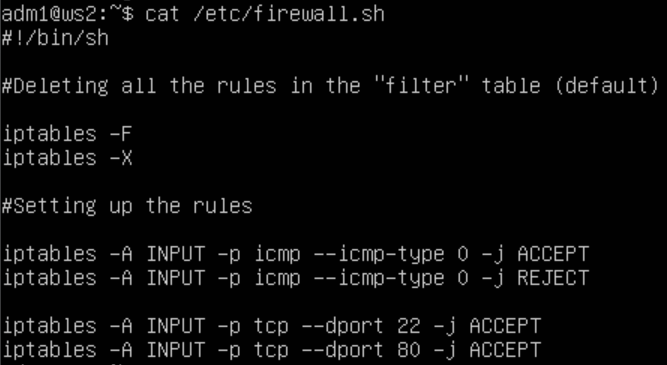 adm1@ws2:~$ cat /etc/firewall.sh
#!/bin/sh
#Deleting all the rules in the "filter" table (default)
iptables -F
iptables -X
#Setting up the rules
iptables -A INPUT -p icmp --icmp-type 0 -j ACCEPT
iptables -A INPUT -p icmp --icmp-type 0 -j REJECT
iptables -A INPUT -p tcp --dport 22 -j ACCEPT
iptables -A INPUT -p tcp --dport 80 -j ACCEPT